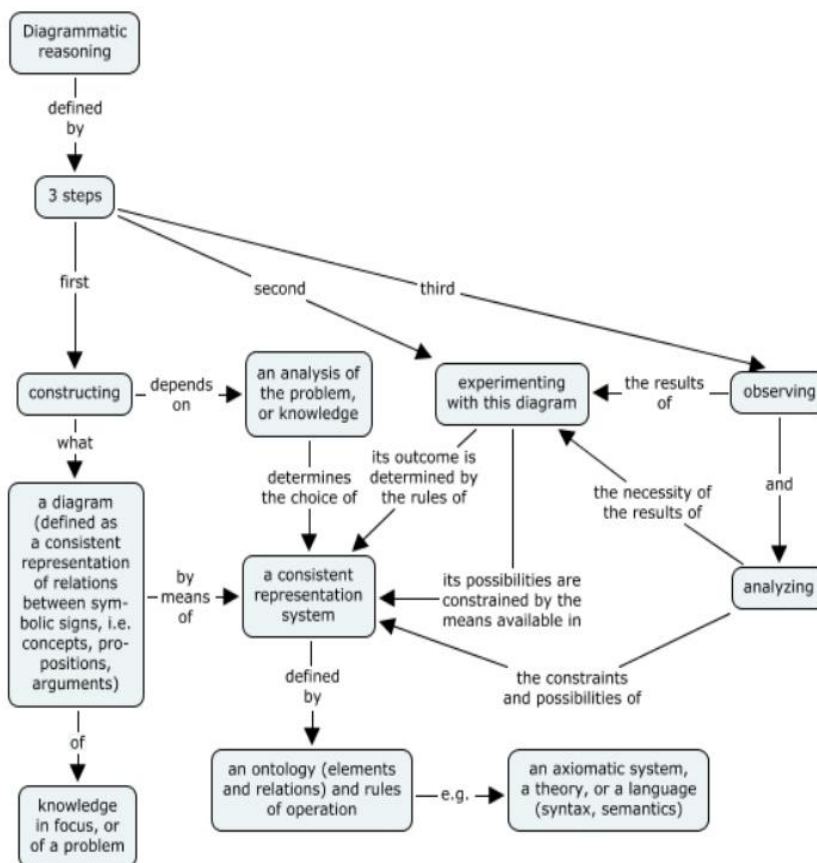 Diagrammatic
reasoning
defined
by
3 steps
first
second
third
constructing
depends
on
an analysis of
the problem,
or knowledge
experimenting
with this diagram
the results
of
observing
what
determines
the choice of
its outcome is
determined by
the rules of
the necessity of
the results of
and
a diagram
(defined as
a consistent
representation
of relations
between sym-
bolic signs, i.e.
concepts, pro-
positions,
arguments)
by
means
of
a consistent
representation
system
its possibilities are
constrained by the
means available in
analyzing
the constraints
and possibilities of
defined
by
of
knowledge
in focus, or
of a problem
an ontology (elements
and relations) and rules
of operation
e.g.
an axiomatic system,
a theory, or a language
(syntax, semantics)